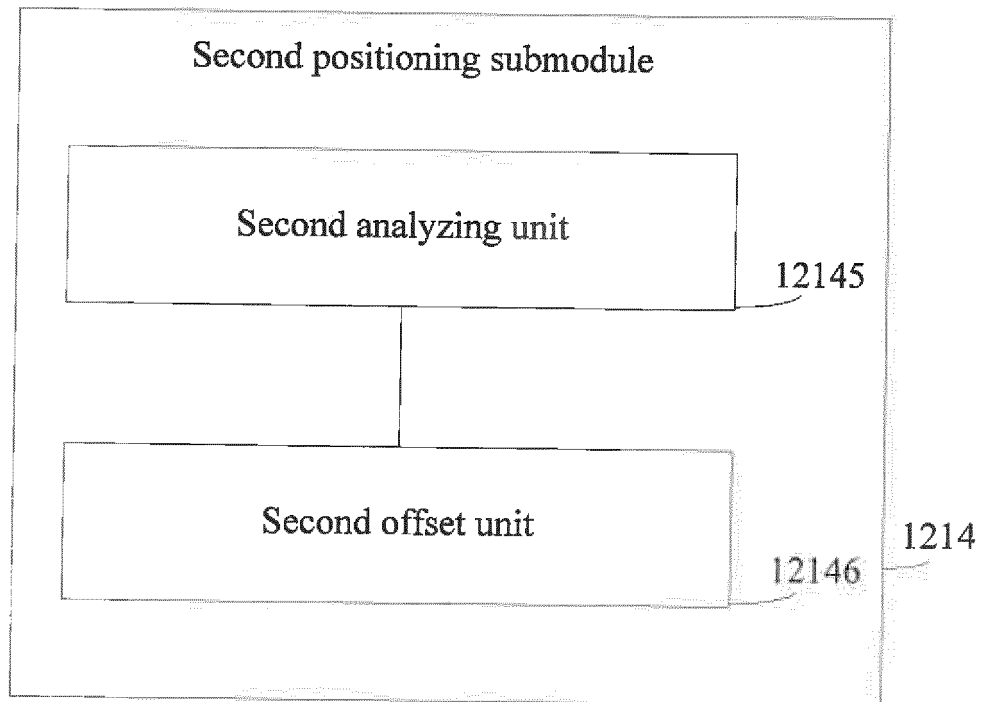 Second positioning submodule
Second analyzing unit
12145
Second offset unit
1214
12146